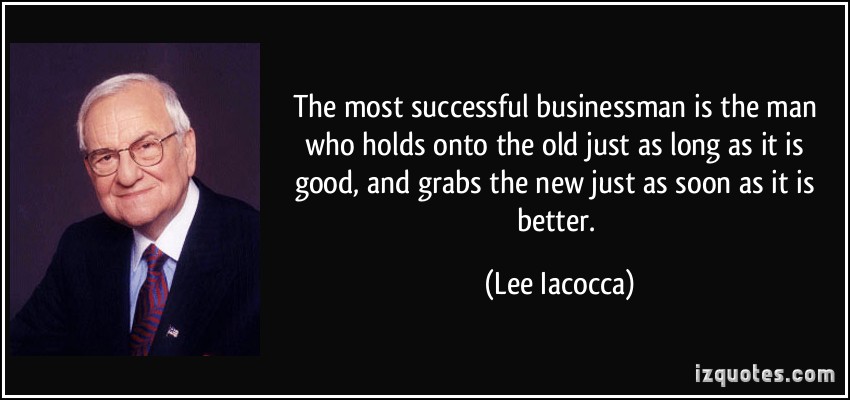 The most successful businessman is the man
who holds onto the old just as long as it is
good, and grabs the new just as soon as it is
better.
(Lee Iacocca)
izquotes.com